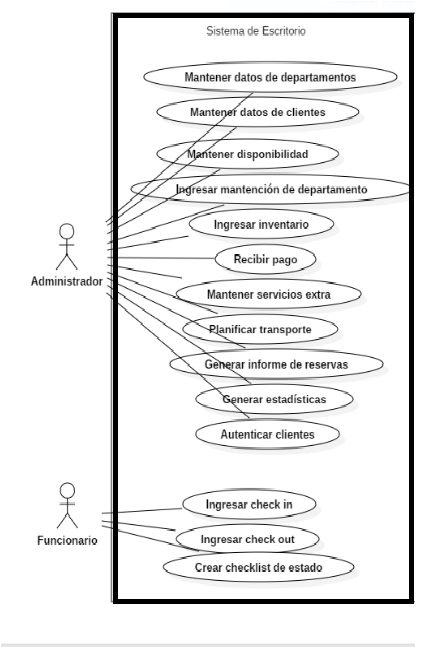 Sistema de Escritorio
Mantener datos de departamentos
Mantener datos de clientes
Mantener disponibilidad
Ingresar mantención de departamento
Ingresar inventario
Recibir pago
Administrador
Mantener servicios extra
Planificar transporte
Generar informe de reservas
Generar estadísticas
Autenticar clientes
Ingresar check in
Funcionario
Ingresar check out
Crear checklist de estado